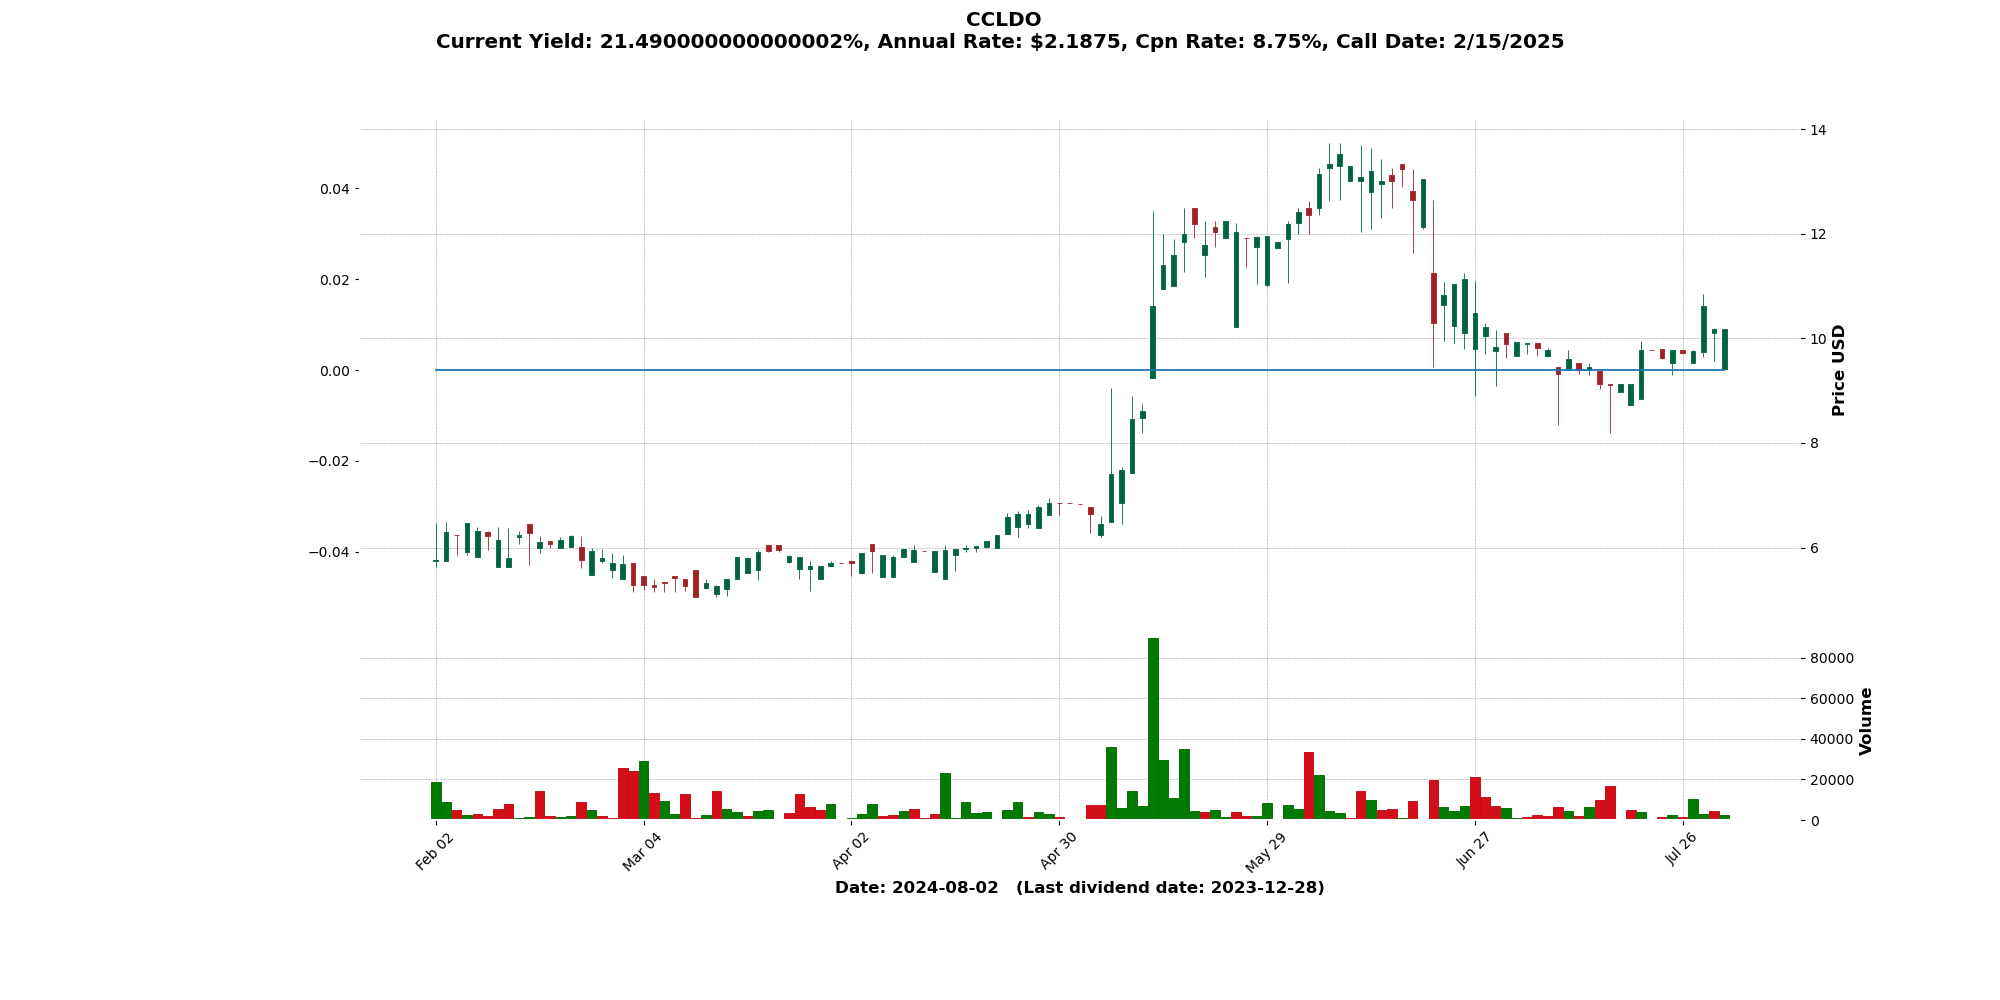 CCLDO
Current Yield: 21.490000000000002%, Annual Rate: $2.1875, Cpn Rate: 8.75%, Call Date: 2/15/2025
0.04
0.02
0.00
−0.02
−0.04
14
12
10
8
6
Price USD
80000
60000
40000
20000
0
Volume
Feb 02
Mar 04
Apr 02
Apr 30
May 29
Jun 27
Jul 26
Date: 2024-08-02 (Last dividend date: 2023-12-28)